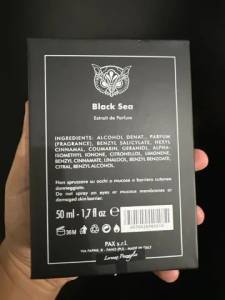 Black Sea
Extrait de Parfum
INGREDIENTS: ALCOHOL DENAT., PARFUM
(FRAGRANCE), BENZYL SALICYLATE, HEXYL
CINNAMAL, COUMARIN, GERANIOL, ALPHA-
ISOMETHYL IONONE, CITRONELLOL, LIMONENE,
BENZYL CINNAMATE, LINALOOL, BENZYL BENZOATE,
CITRAL, BENZYL ALCOHOL.
Non spruzzare su occhi o mucose o barriera cutanea
danneggiata.
Do not spray on eyes or mucous membranes or
damaged skin barrier.
50 ml - 1,7 fl oz
36M
PAX s.r.l.
MADE IN ITALY